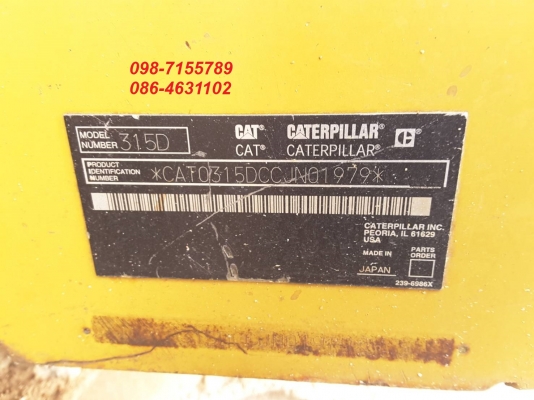 098-7155789
086-4631102
MODEL NUMBER 315D
CAT® CATERPILLAR® C
CAT® CATERPILLAR®
PRODUCT IDENTIFICATION NUMBER *CAT0315DCCJN01979*
CATERPILLAR INC.
PEORIA, IL 61629
USA
MADE IN
JAPAN
PARTS ORDER
239-6986X